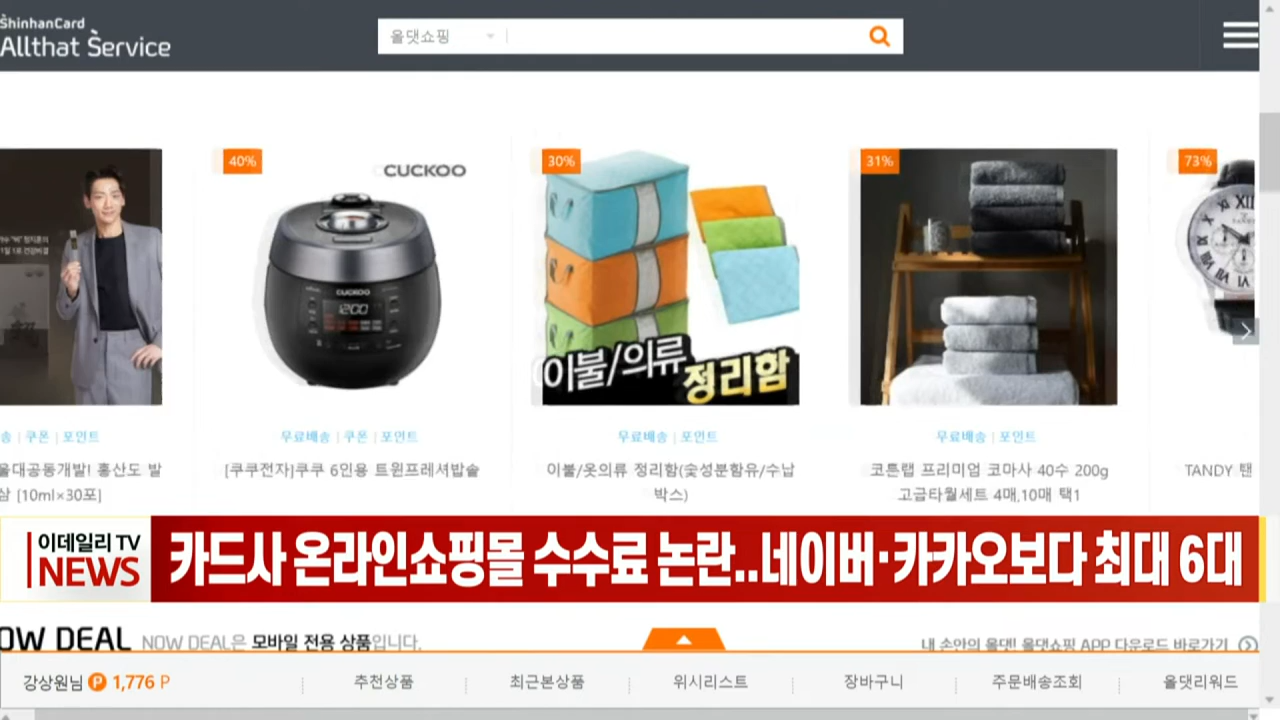 ShinhanCard
Allthat Service
올댓쇼핑
40%
CUCKOO
30%
31%
73%
CUCKOO
1200
이불/의류
정리함
송 | 쿠폰 | 포인트
무료배송 | 쿠폰 | 포인트
무료배송 | 포인트
무료배송 | 포인트
울대공동개발! 홍산도 발
삼 [10ml×30포]
[쿠쿠전자]쿠쿠 6인용 트윈프레셔밥솥
이불/옷의류 정리함(숯성분함유/수납
박스)
코튼랩 프리미엄 코마사 40수 200g
고급타월세트 4매,10매 택1
TANDY 탠
이데일리 TV
NEWS
카드사 온라인쇼핑몰 수수료 논란..네이버·카카오보다 최대 6대
OW DEAL NOW DEAL은 모바일 전용 상품입니다.
내 손안의 올댓! 올댓쇼핑 APP 다운로드 바로가기
강상원님 P 1,776 P
추천상품
최근본상품
위시리스트
장바구니
주문배송조회
올댓리워드